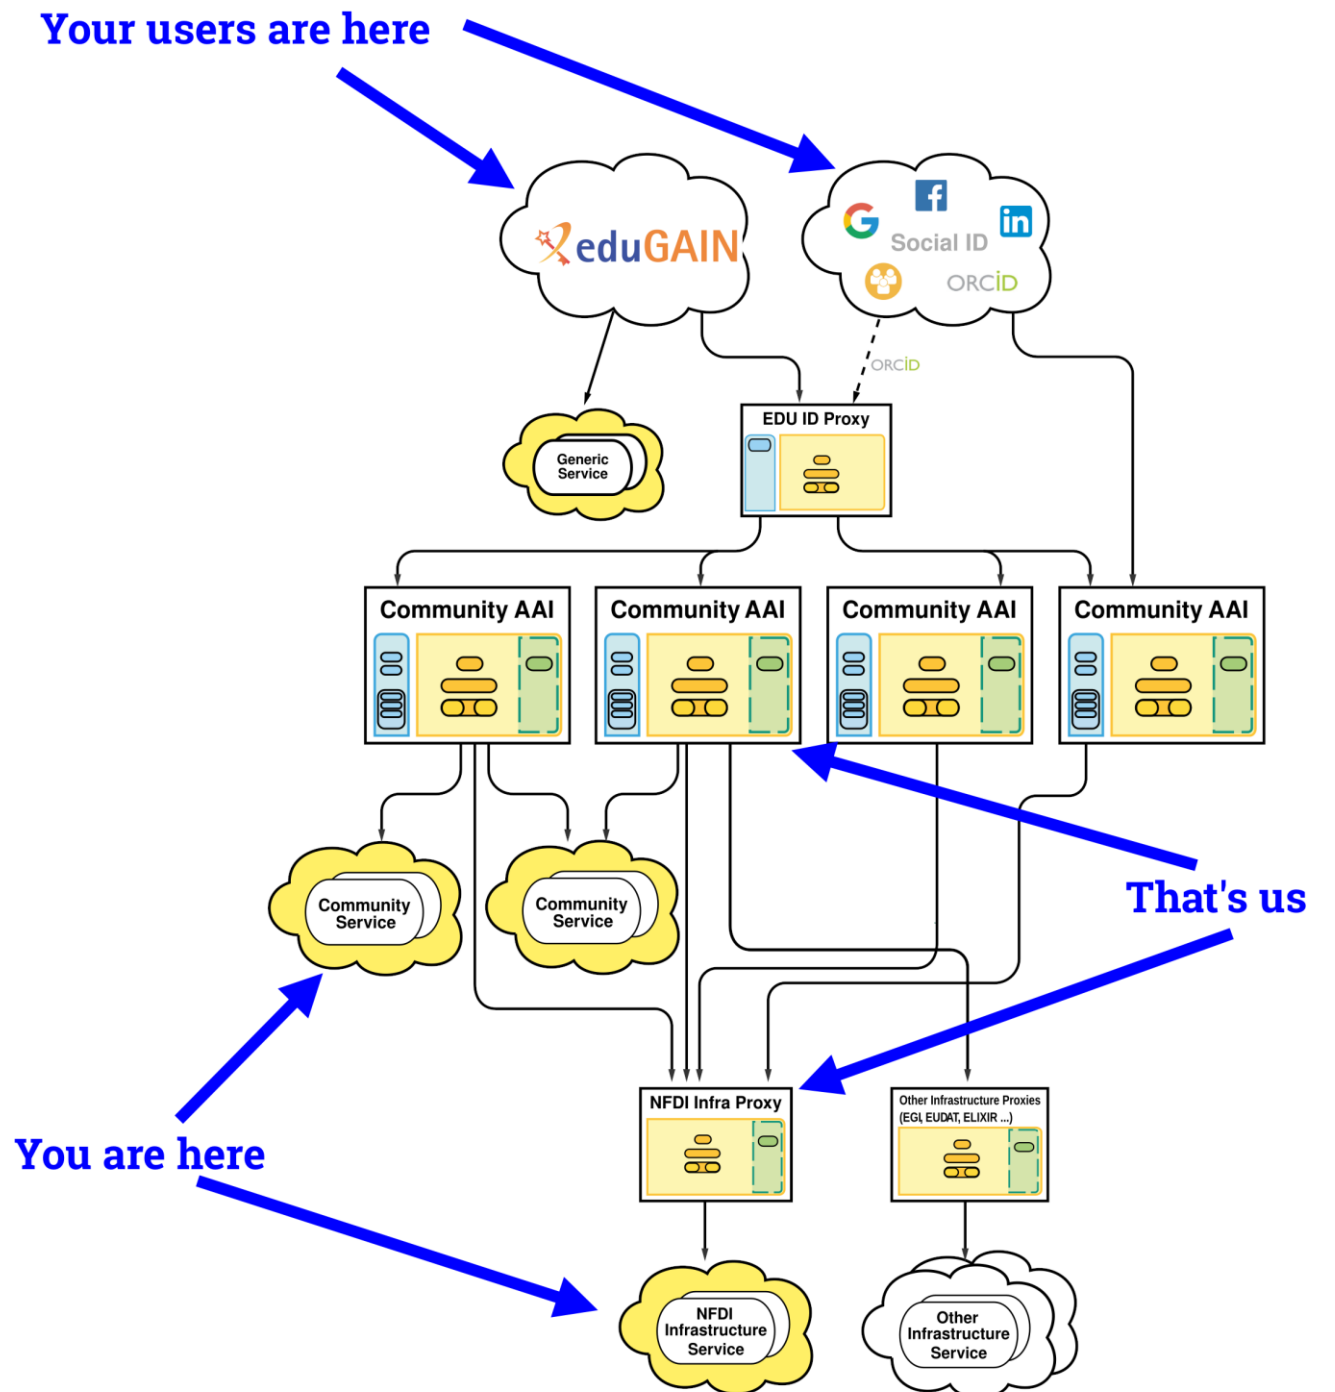 Your users are here
eduGAIN
Social ID
ORCiD
ORCiD
EDU ID Proxy
Generic
Service
Community AAI
Community AAI
Community AAI
Community AAI
Community
Service
Community
Service
That's us
You are here
NFDI Infra Proxy
Other Infrastructure Proxies
(EGI, EUDAT, ELIXIR ...)
NFDI
Infrastructure
Service
Other
Infrastructure
Service